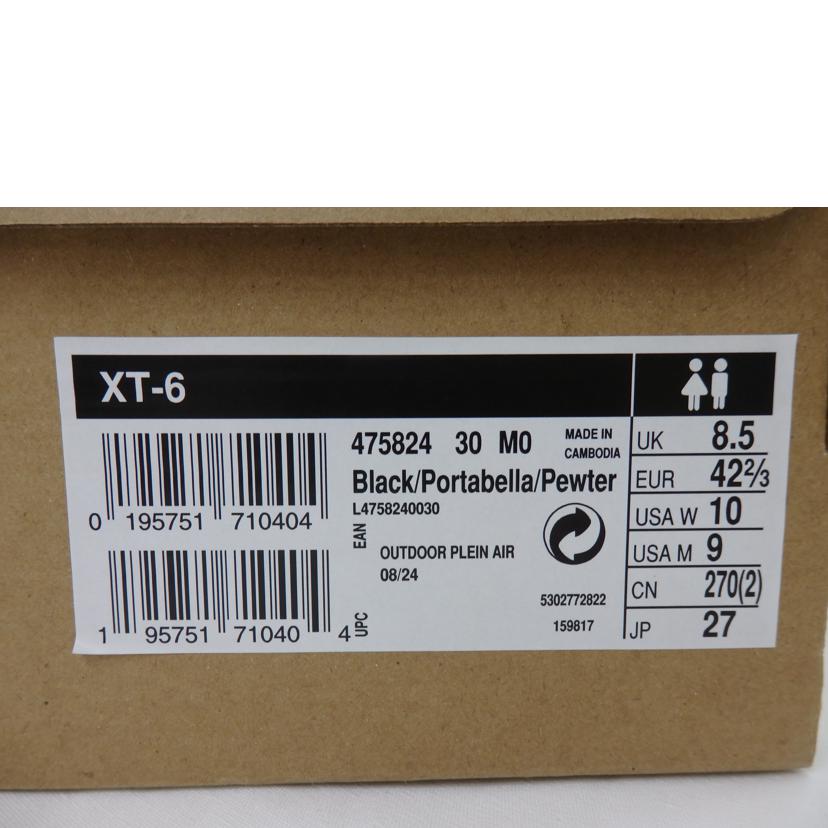 XT-6
0 195751 710404
EAN
1 95751 71040 4
UPC
475824 30 M0
MADE IN
CAMBODIA
Black/Portabella/Pewter
L4758240030
OUTDOOR PLEIN AIR
08/24
5302772822
159817
UK 8.5
EUR 42⅔
USA W 10
USA M 9
CN 270(2)
JP 27